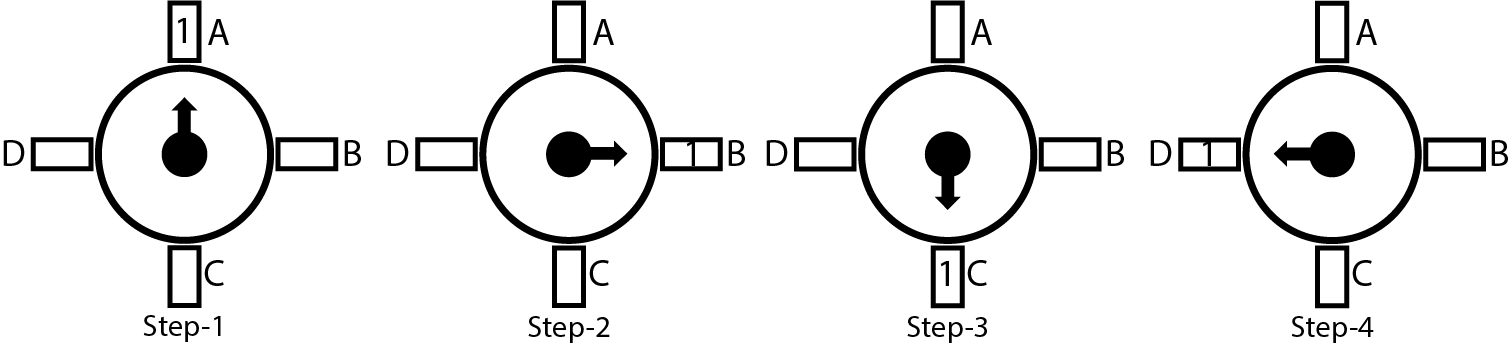 1 A
A
A
A
D B
D 1 B
D B
D 1 B
C
C
1 C
C
Step-1
Step-2
Step-3
Step-4